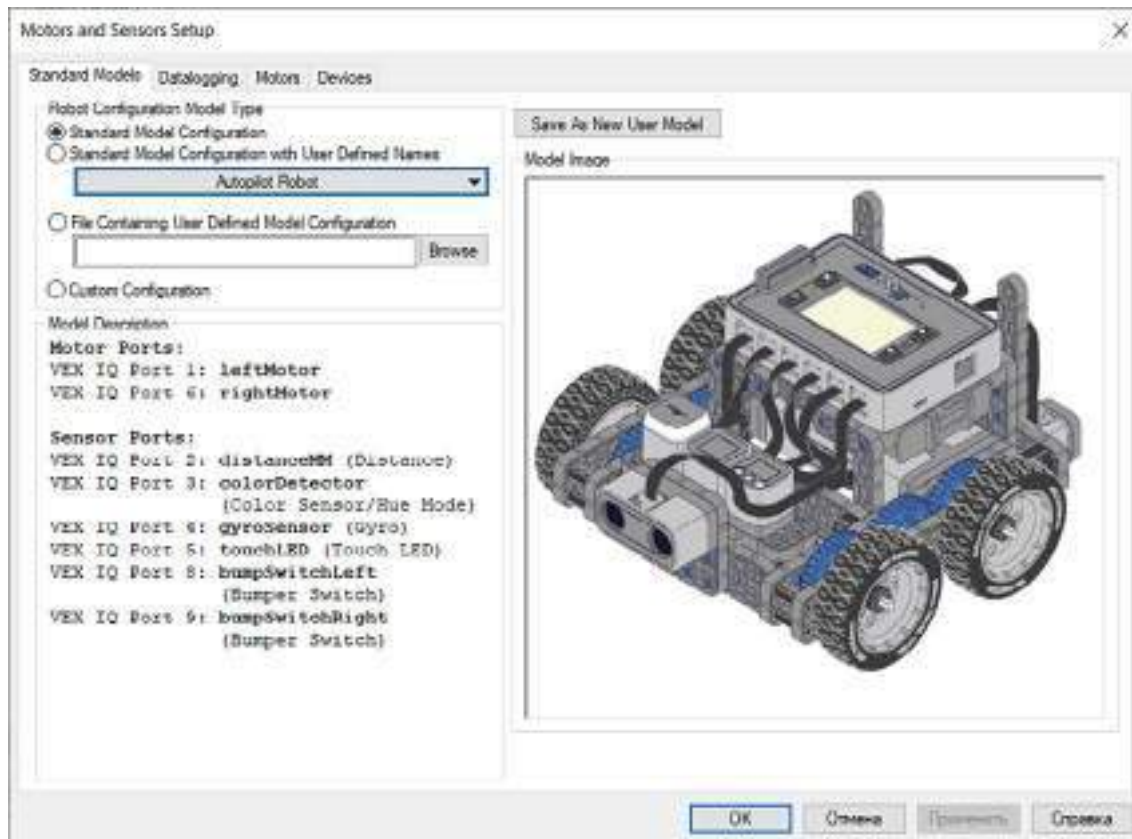 Motors and Sensors Setup
Standard Models Datalogging Motors Devices
Robot Configuration Model Type
Standard Model Configuration
Standard Model Configuration with User Defined Names
Autopilot Robot
File Containing User Defined Model Configuration
Browse
Custom Configuration
Save As New User Model
Model Image
Model Description
Motor Ports:
VEX IQ Port 1: leftMotor
VEX IQ Port 6: rightMotor
Sensor Ports:
VEX IQ Port 2: distanceMM (Distance)
VEX IQ Port 3: colorDetector
(Color Sensor/Hue Mode)
VEX IQ Port 4: gyroSensor (Gyro)
VEX IQ Port 5: touchLED (Touch LED)
VEX IQ Port 8: bumpSwitchLeft
(Bumper Switch)
VEX IQ Port 9: bumpSwitchRight
(Bumper Switch)
OK Отмена Применить Справка